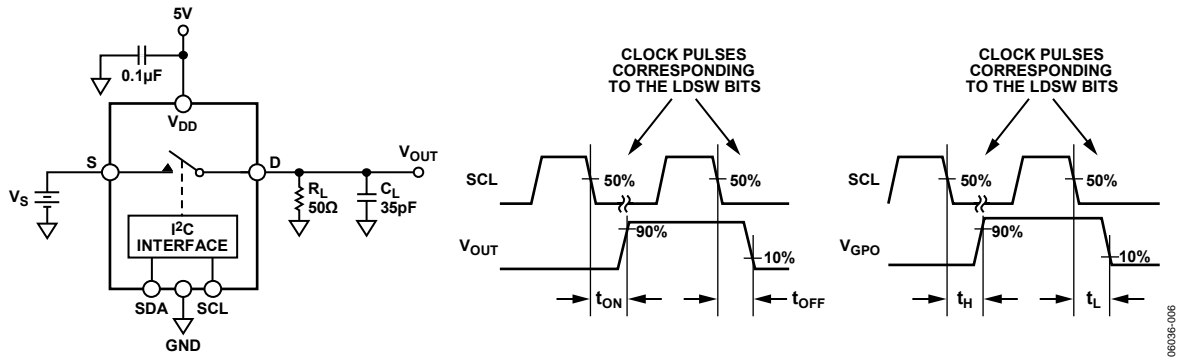 5V
0.1µF
VDD
S
D
VOUT
VS
RL
50Ω
CL
35pF
I2C
INTERFACE
SDA
SCL
GND
CLOCK PULSES
CORRESPONDING
TO THE LDSW BITS
SCL
50%
50%
VOUT
90%
10%
tON
tOFF
CLOCK PULSES
CORRESPONDING
TO THE LDSW BITS
SCL
50%
50%
VGPO
90%
10%
tH
tL
06036-006